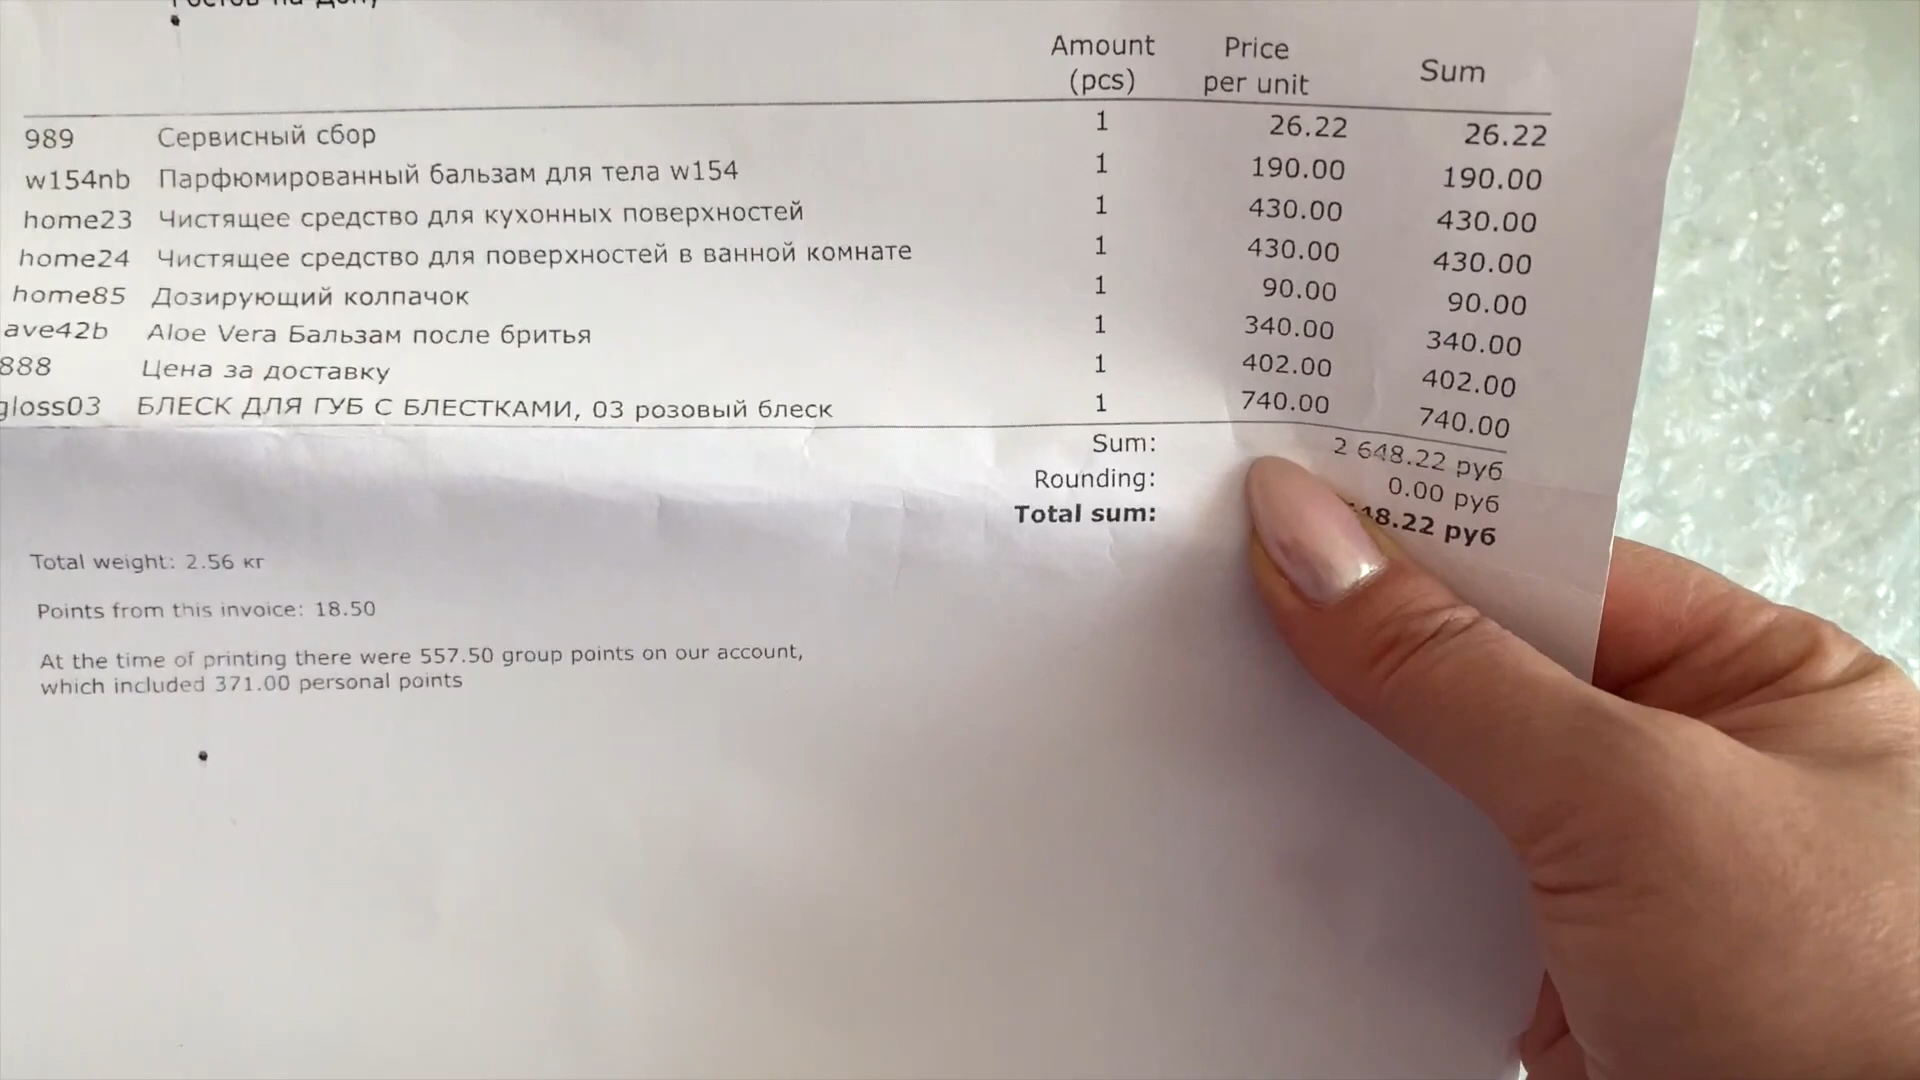 Amount Price Sum
(pcs) per unit
989 Сервисный сбор 1 26.22 26.22
w154nb Парфюмированный бальзам для тела w154 1 190.00 190.00
home23 Чистящее средство для кухонных поверхностей 1 430.00 430.00
home24 Чистящее средство для поверхностей в ванной комнате 1 430.00 430.00
home85 Дозирующий колпачок 1 90.00 90.00
ave42b Aloe Vera Бальзам после бритья 1 340.00 340.00
888 Цена за доставку 1 402.00 402.00
gloss03 БЛЕСК ДЛЯ ГУБ С БЛЕСТКАМИ, 03 розовый блеск 1 740.00 740.00
Sum: 2 648.22 руб
Rounding: 0.00 руб
Total sum: 48.22 руб
Total weight: 2.56 кг
Points from this invoice: 18.50
At the time of printing there were 557.50 group points on our account,
which included 371.00 personal points